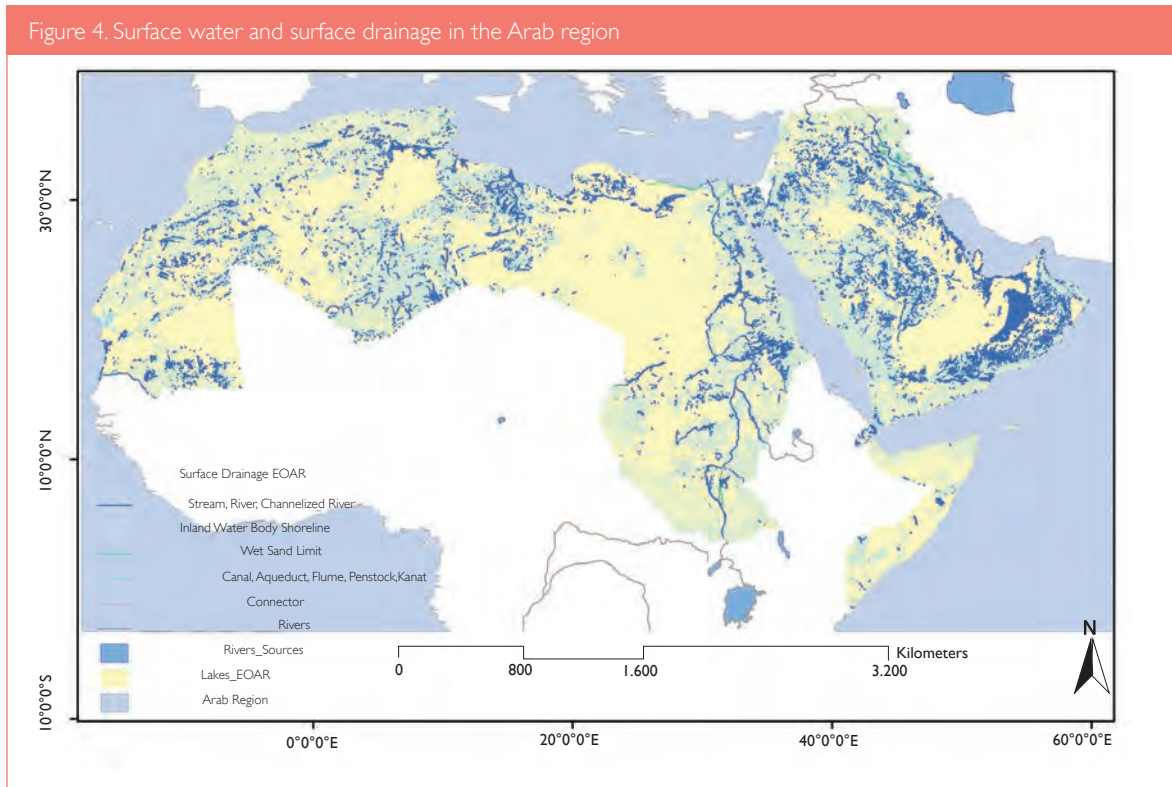 Figure 4. Surface water and surface drainage in the Arab region
30°0'0"N
10°0'0"N
10°0'0"S
Surface Drainage EOAR
Stream, River, Channelized River
Inland Water Body Shoreline
Wet Sand Limit
Canal, Aqueduct, Flume, Penstock,Kanat
Connector
Rivers
Rivers_Sources
Lakes_EOAR
Arab Region
0
800
1.600
3.200
Kilometers
N
0°0'0"E
20°0'0"E
40°0'0"E
60°0'0"E